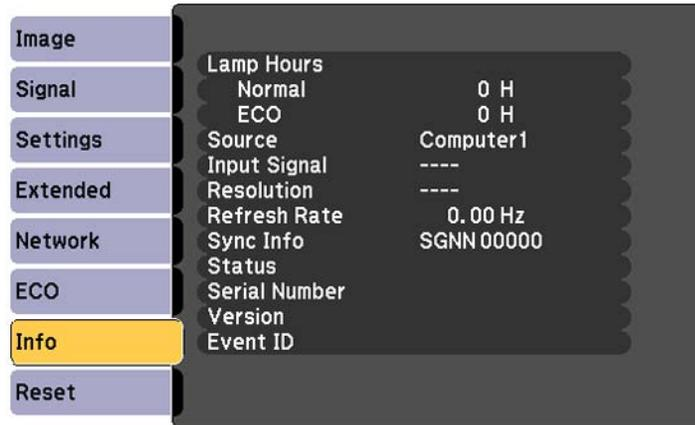 Image
Signal
Settings
Extended
Network
ECO
Info
Reset
Lamp Hours
Normal 0 H
ECO 0 H
Source Computer1
Input Signal ----
Resolution ----
Refresh Rate 0.00 Hz
Sync Info SGNN 00000
Status
Serial Number
Version
Event ID